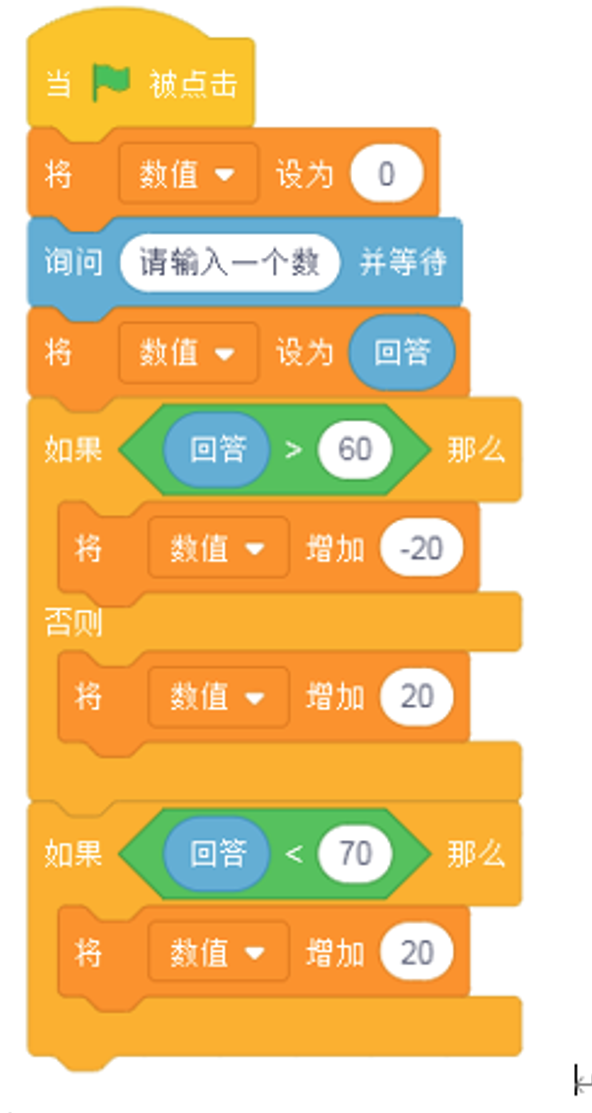 当 被点击
将 数值 设为 0
询问 请输入一个数 并等待
将 数值 设为 回答
如果 回答 > 60 那么
将 数值 增加 -20
否则
将 数值 增加 20
如果 回答 < 70 那么
将 数值 增加 20